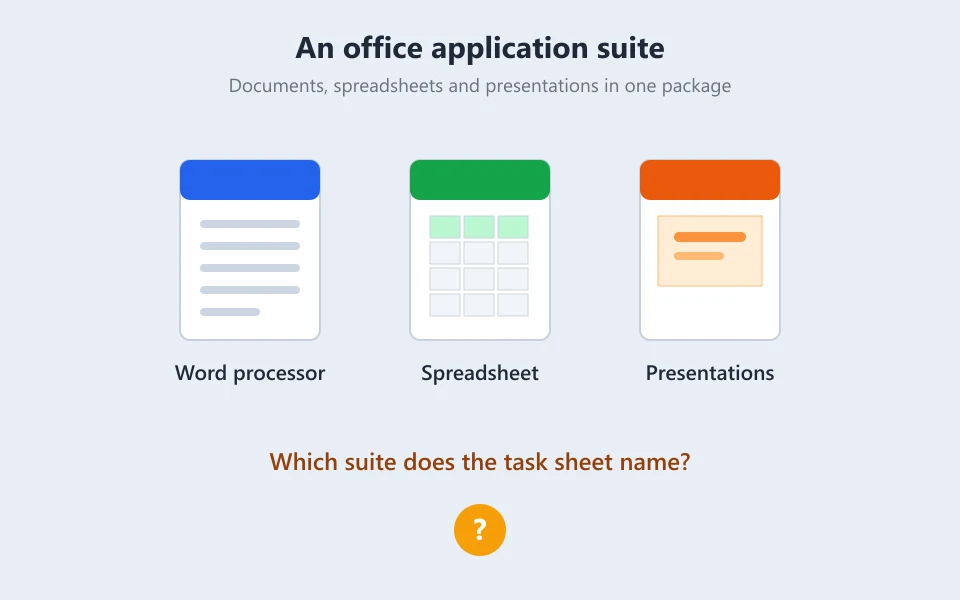 An office application suite
Documents, spreadsheets and presentations in one package
Word processor
Spreadsheet
Presentations
Which suite does the task sheet name?
?